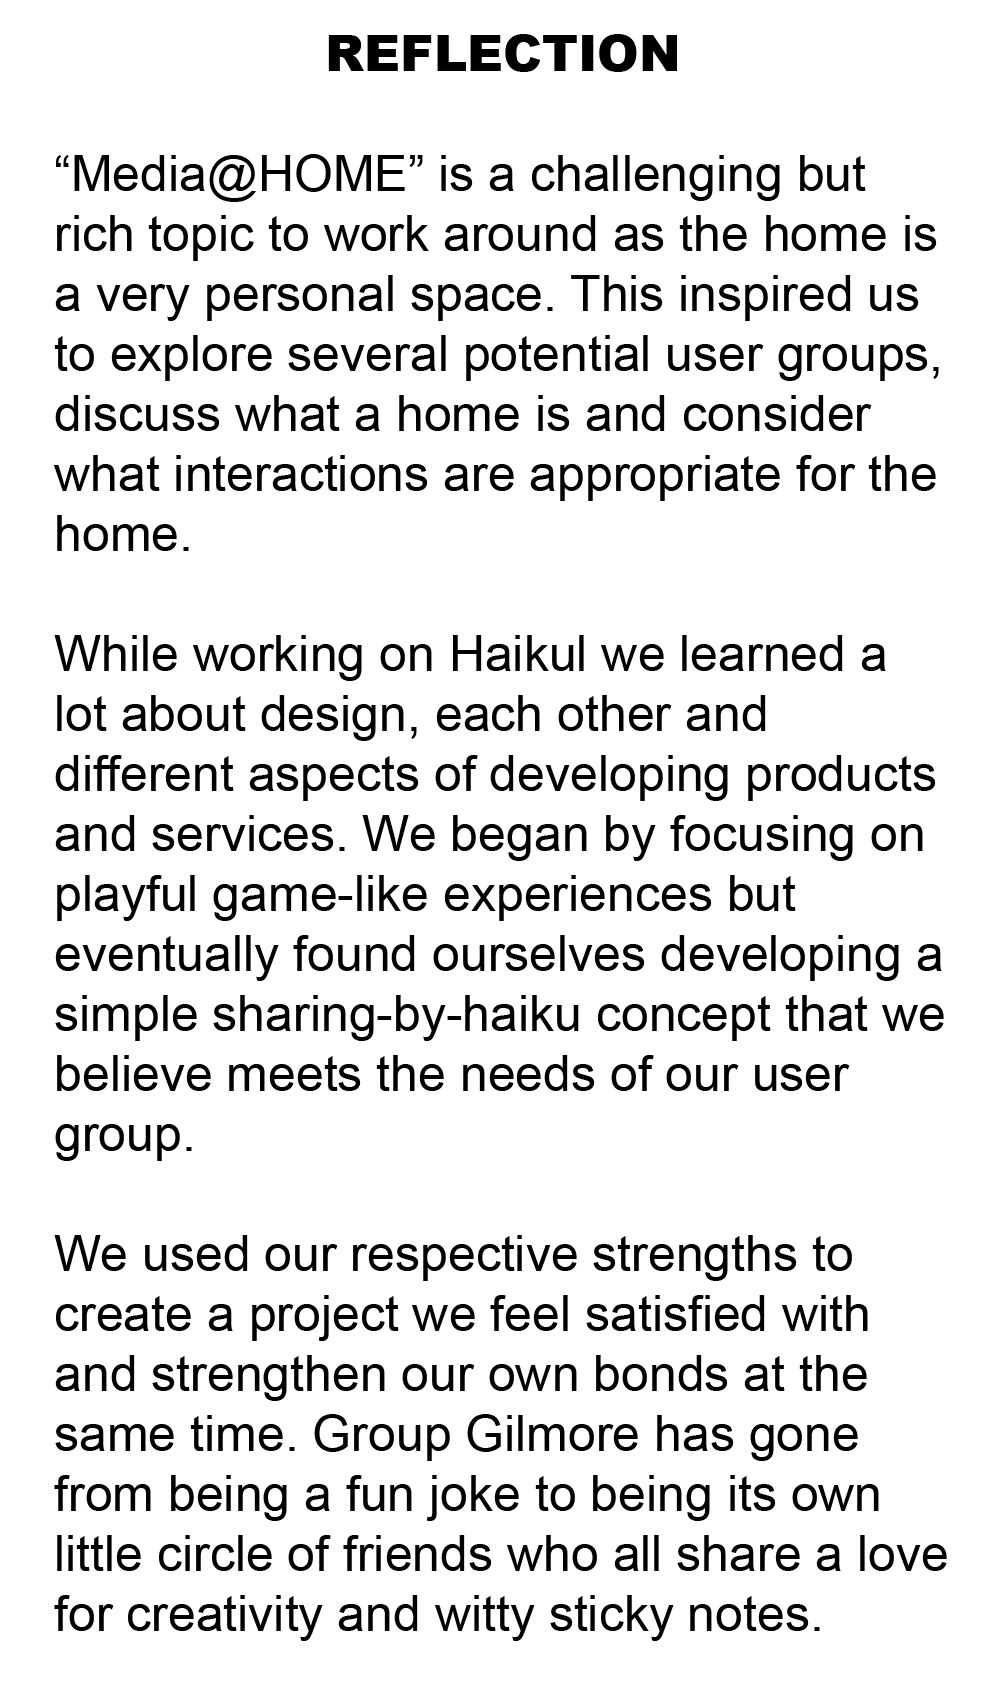 REFLECTION
“Media@HOME” is a challenging but
rich topic to work around as the home is
a very personal space. This inspired us
to explore several potential user groups,
discuss what a home is and consider
what interactions are appropriate for the
home.
While working on Haikul we learned a
lot about design, each other and
different aspects of developing products
and services. We began by focusing on
playful game-like experiences but
eventually found ourselves developing a
simple sharing-by-haiku concept that we
believe meets the needs of our user
group.
We used our respective strengths to
create a project we feel satisfied with
and strengthen our own bonds at the
same time. Group Gilmore has gone
from being a fun joke to being its own
little circle of friends who all share a love
for creativity and witty sticky notes.